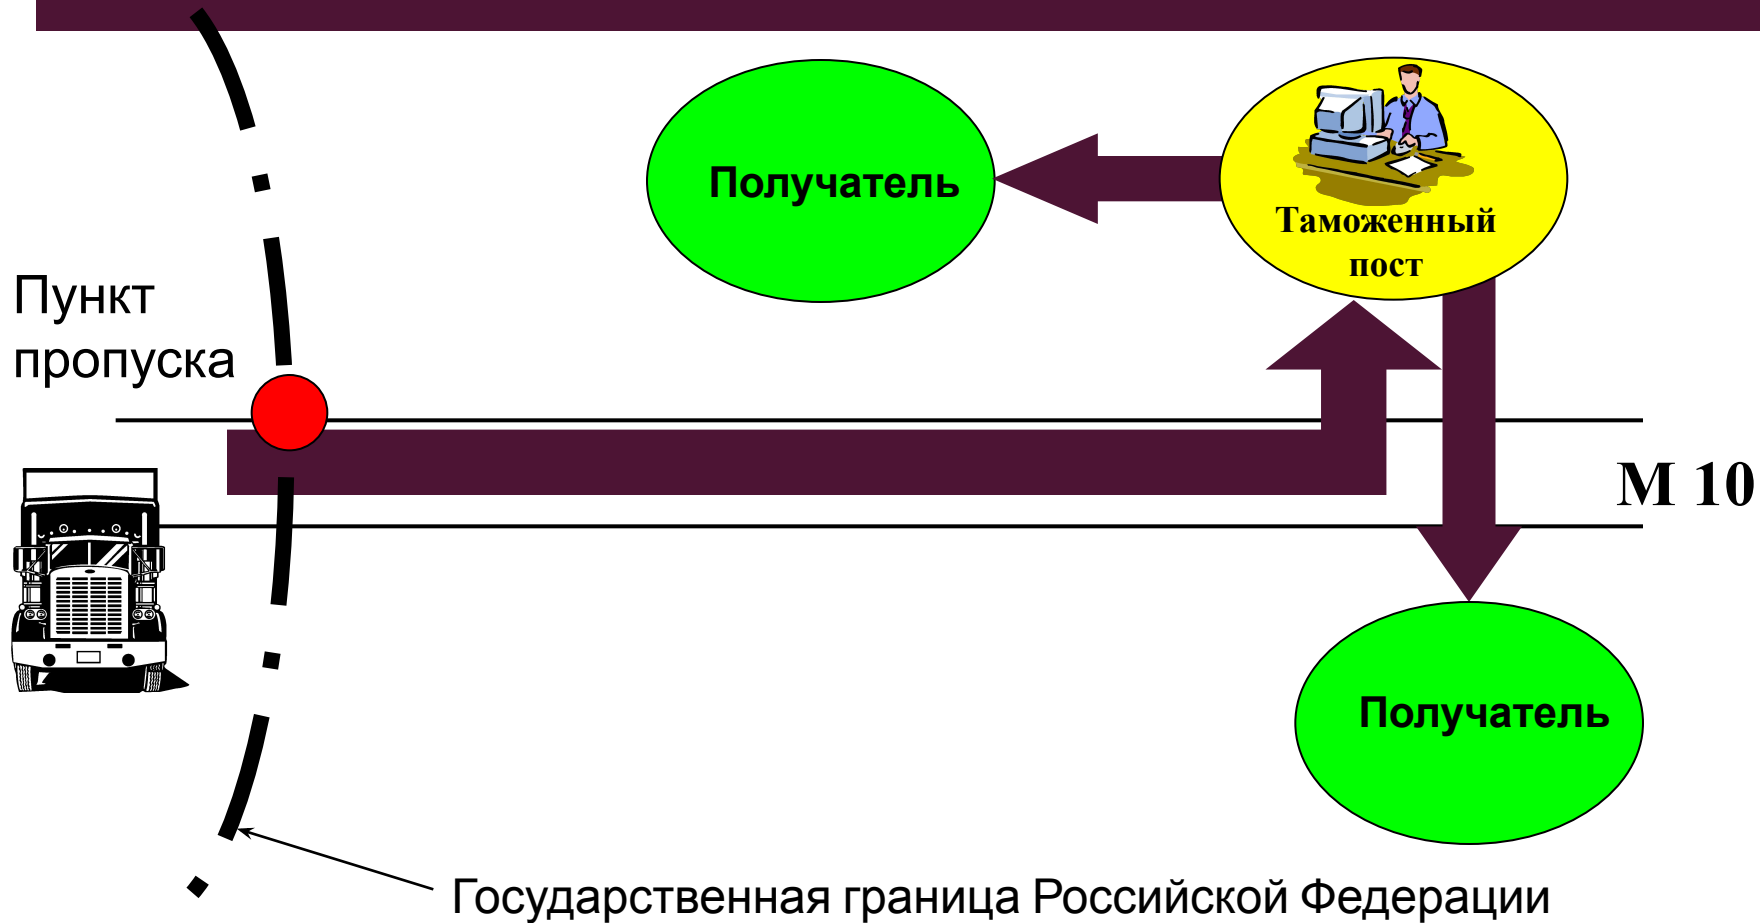 Получатель
Таможенный
пост
Пункт
пропуска
М 10
Получатель
Государственная граница Российской Федерации